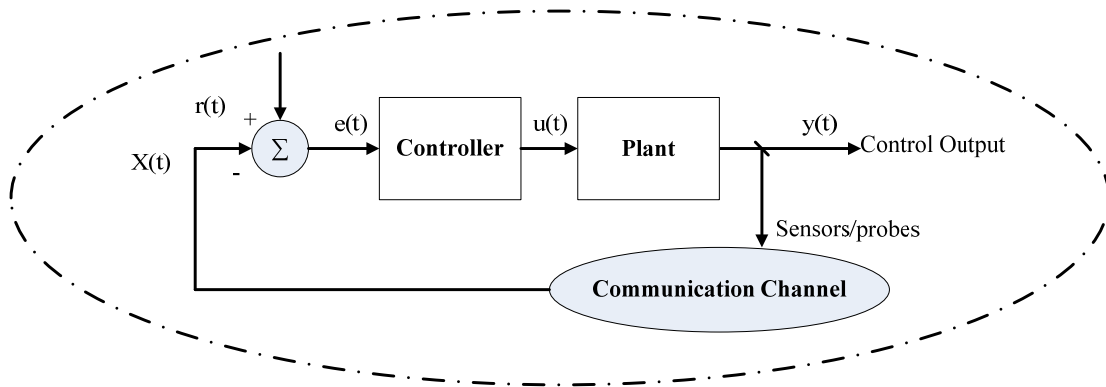 r(t)
+
e(t)
u(t)
y(t)
Controller
Plant
Σ
Control Output
X(t)
-
Sensors/probes
Communication Channel